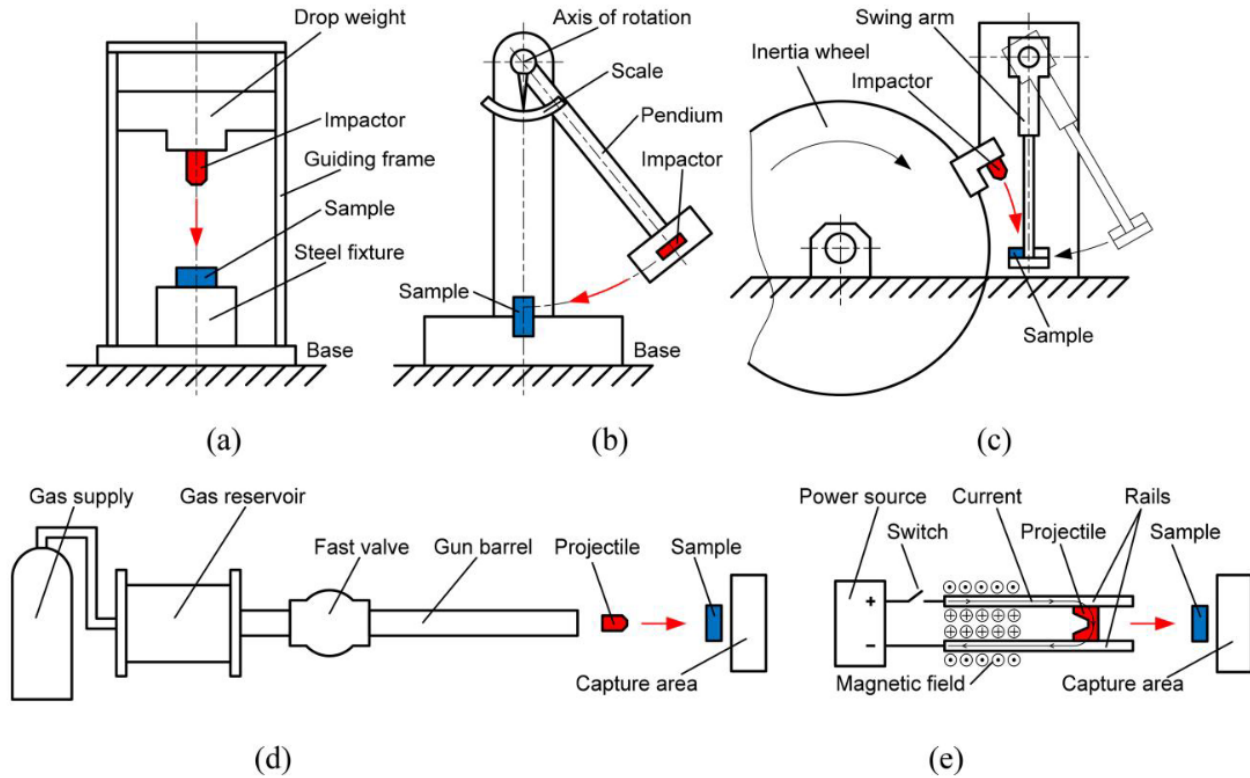 Drop weight
Impactor
Guiding frame
Sample
Steel fixture
Base
(a)
Axis of rotation
Scale
Pendium
Impactor
Sample
Base
(b)
Swing arm
Inertia wheel
Impactor
Sample
(c)
Gas supply
Gas reservoir
Fast valve
Gun barrel
Projectile
Sample
Capture area
(d)
Power source
Current
Rails
Switch
Projectile
Sample
+
−
Magnetic field
Capture area
(e)